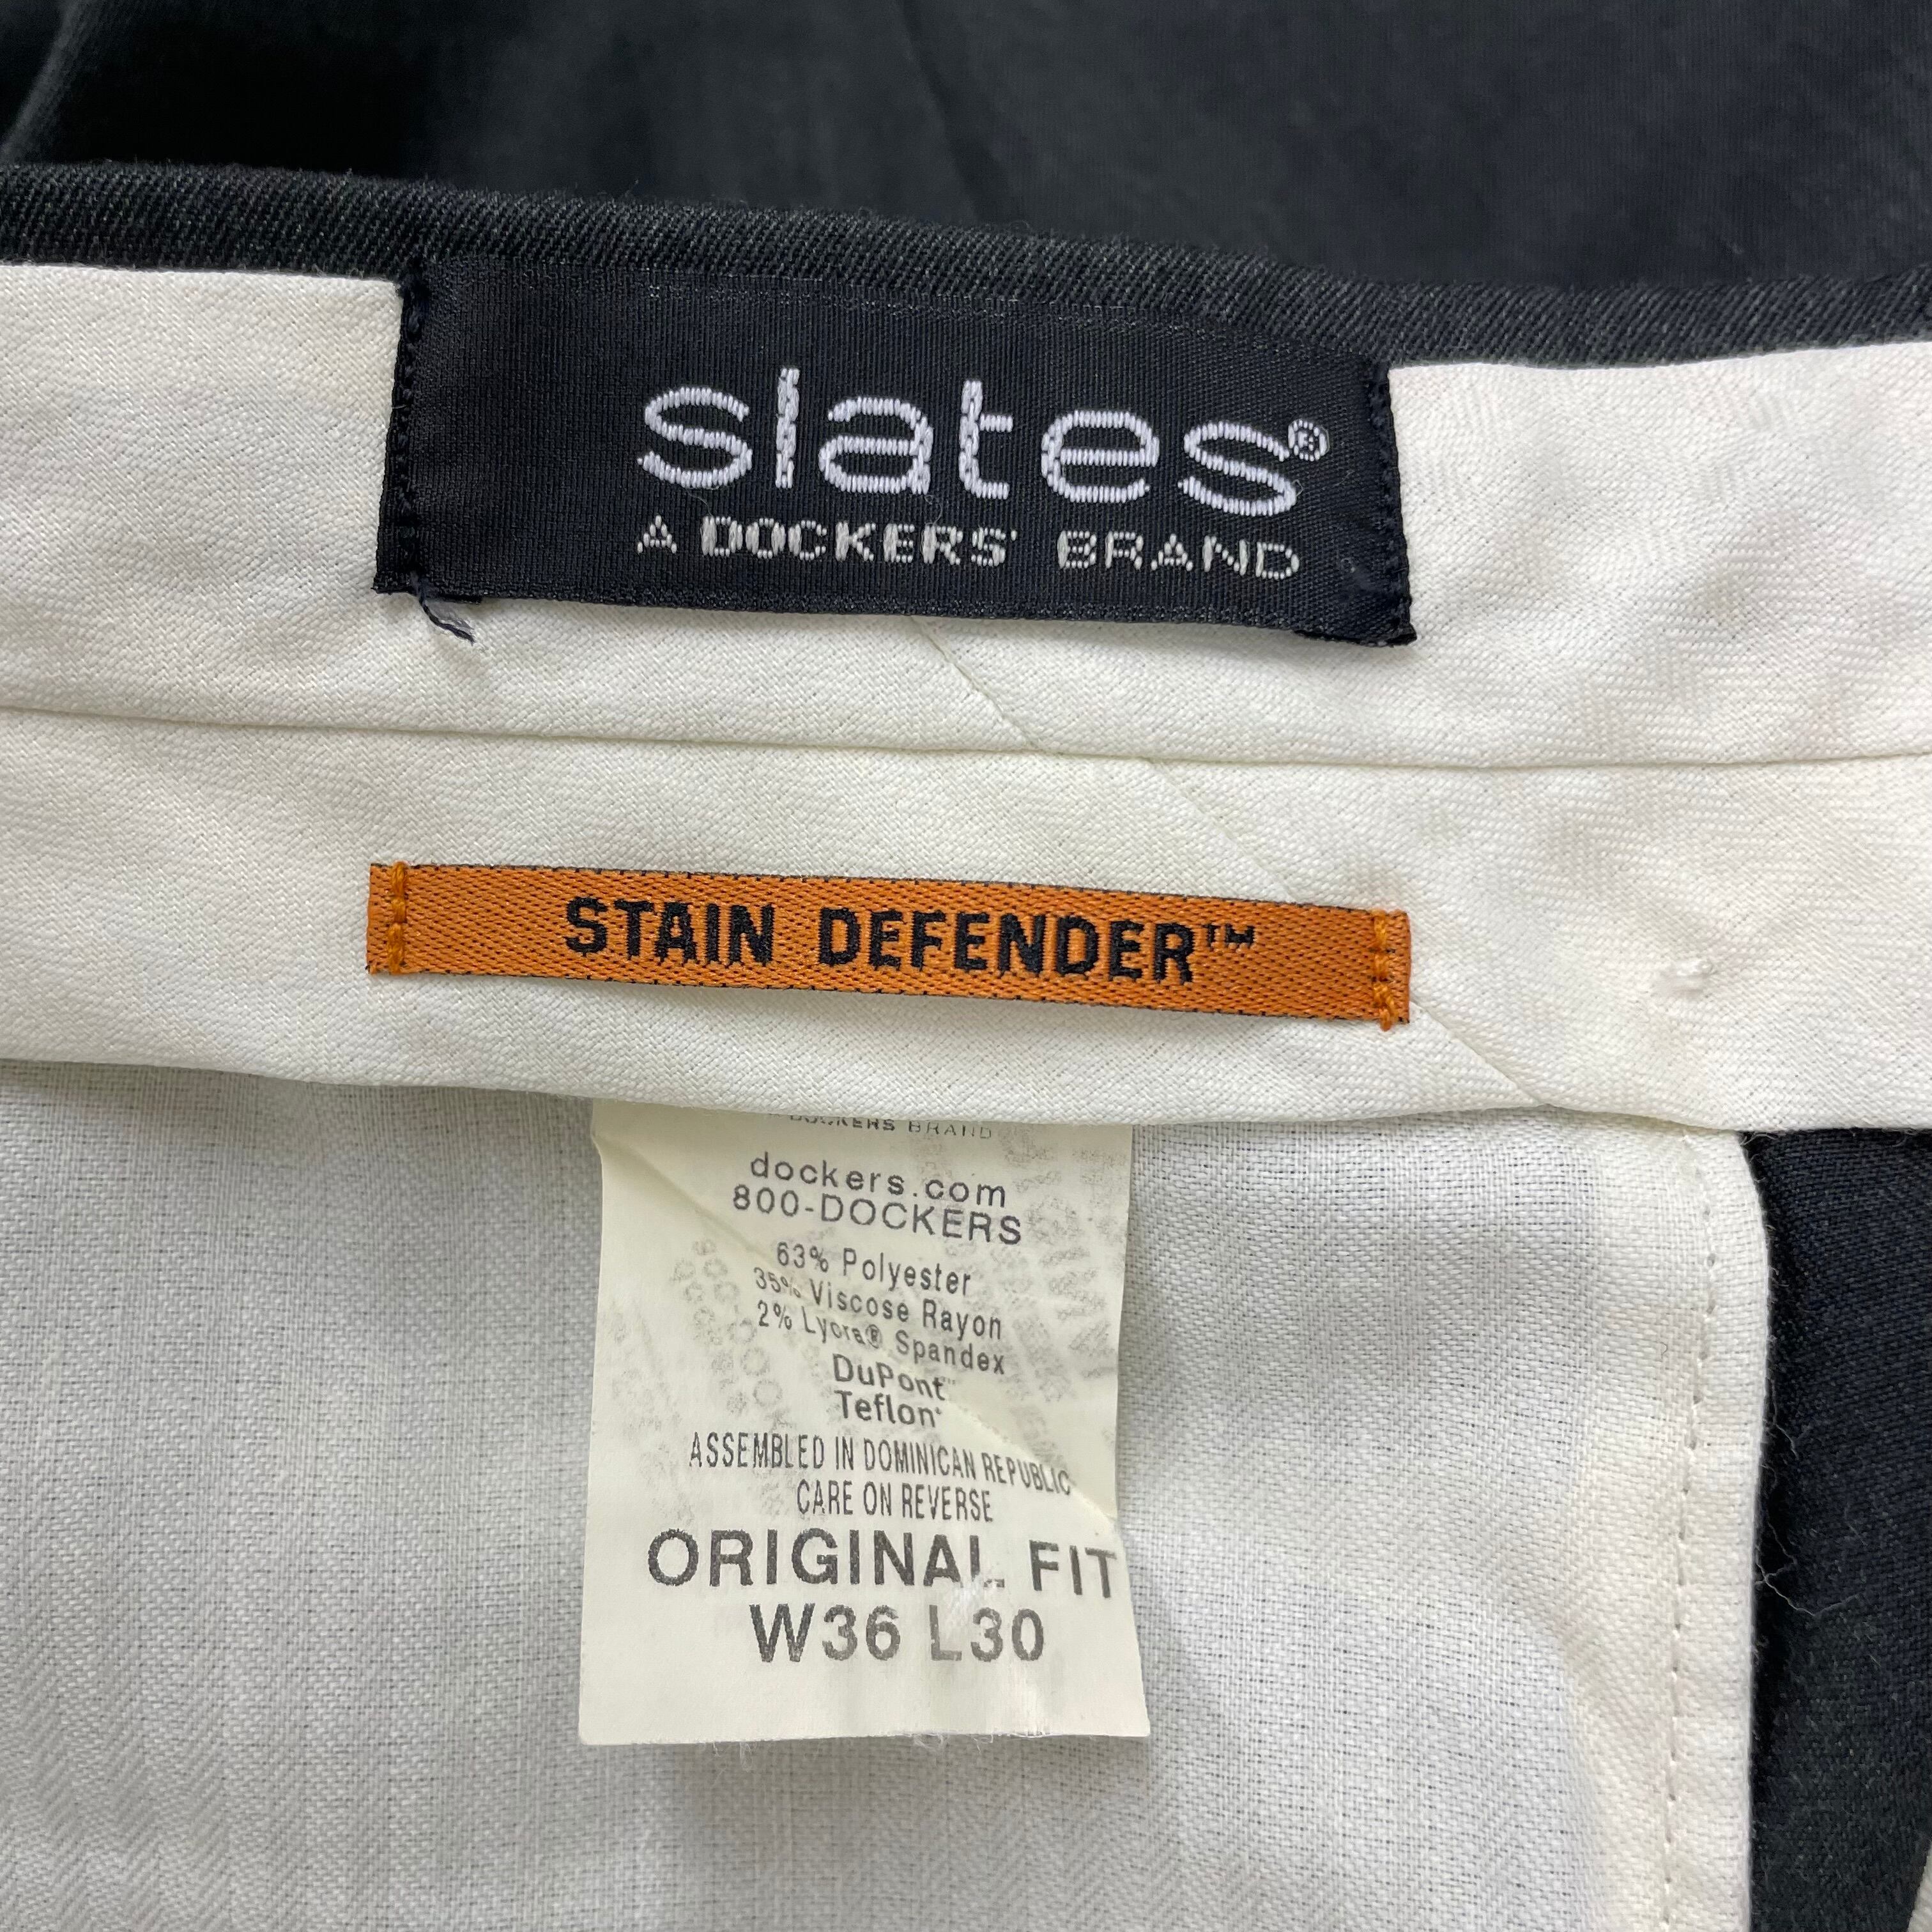 slates®
A DOCKERS® BRAND
STAIN DEFENDER™
DOCKERS BRAND
dockers.com
800-DOCKERS
63% Polyester
35% Viscose Rayon
2% Lycra® Spandex
DuPont™
Teflon®
ASSEMBLED IN DOMINICAN REPUBLIC
CARE ON REVERSE
ORIGINAL FIT
W36 L30